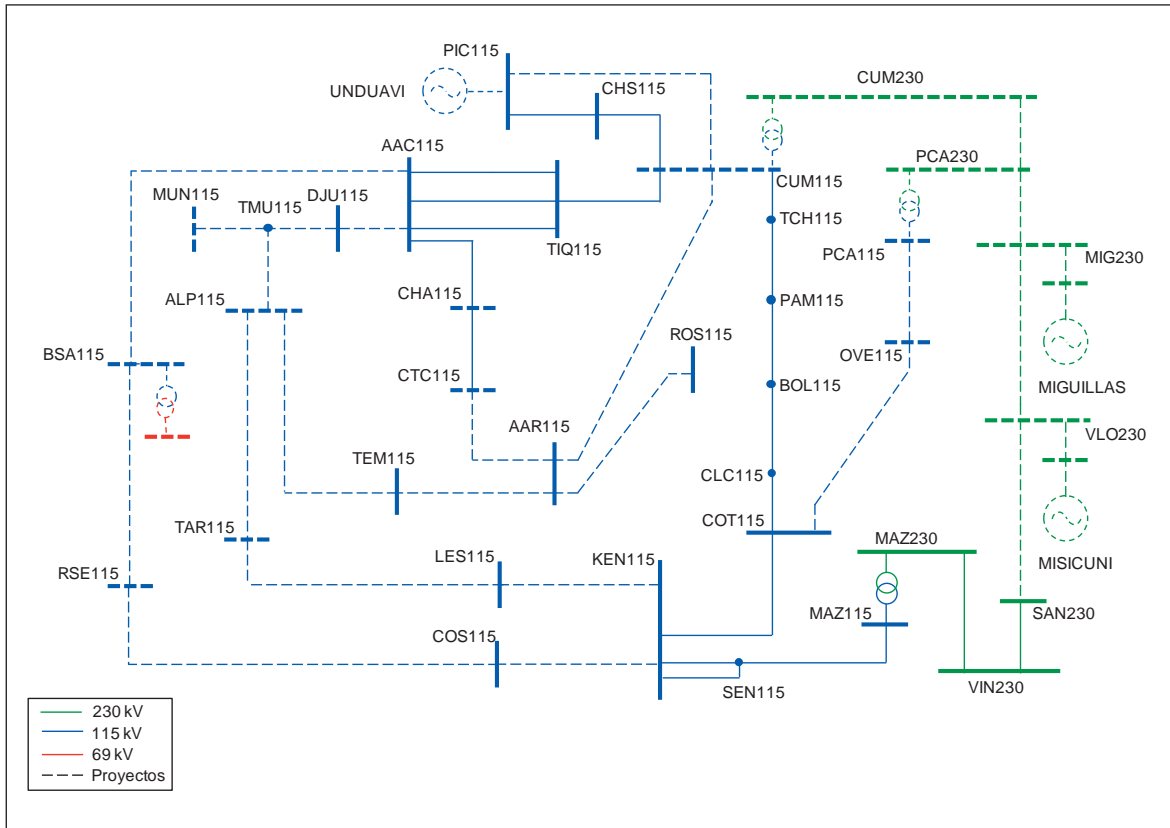 PIC115
UNDUAVI
CHS115
CUM230
AAC115
PCA230
MUN115
TMU115
DJU115
CUM115
TCH115
TIQ115
PCA115
MIG230
ALP115
CHA115
PAM115
ROS115
BSA115
OVE115
CTC115
BOL115
MIGUILLAS
AAR115
VLO230
TEM115
CLC115
TAR115
COT115
LES115
KEN115
MAZ230
MISICUNI
RSE115
MAZ115
SAN230
COS115
SEN115
VIN230
230 kV
115 kV
69 kV
Proyectos